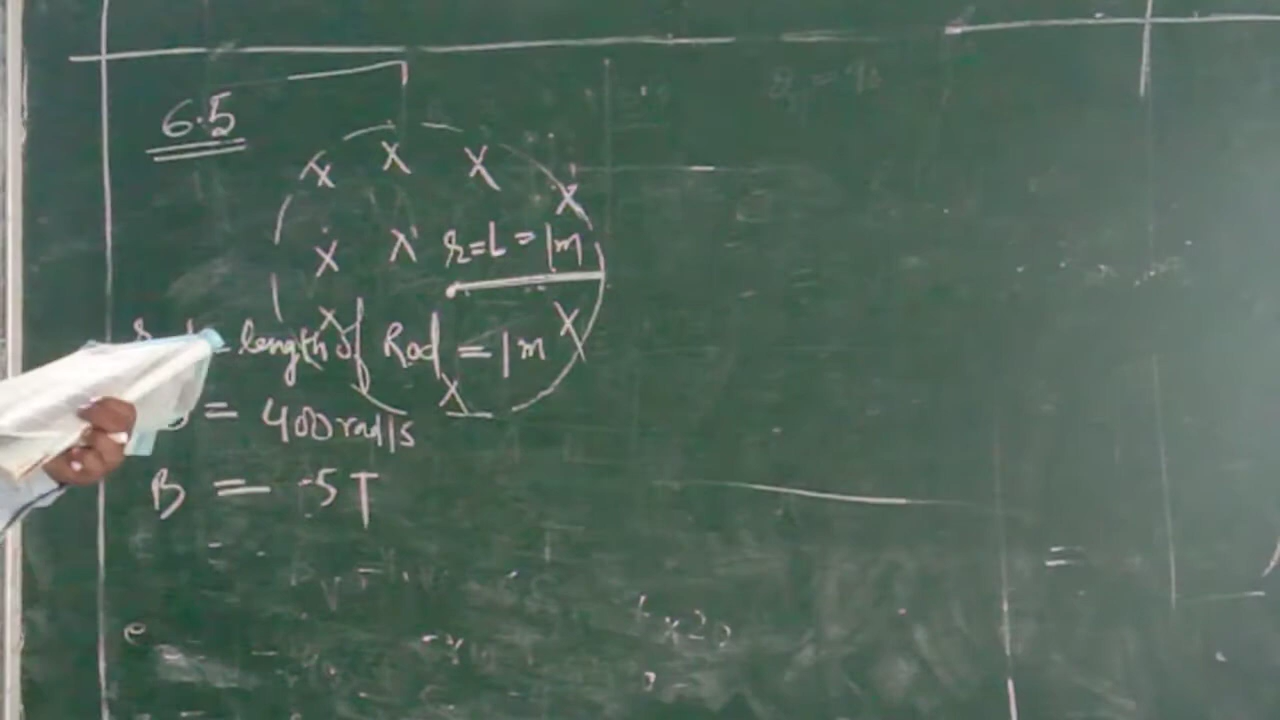 6.5
X X X X
X X r=L=1m
X X
length of Rod = 1m
X
= 400 rad/s
B = .5 T